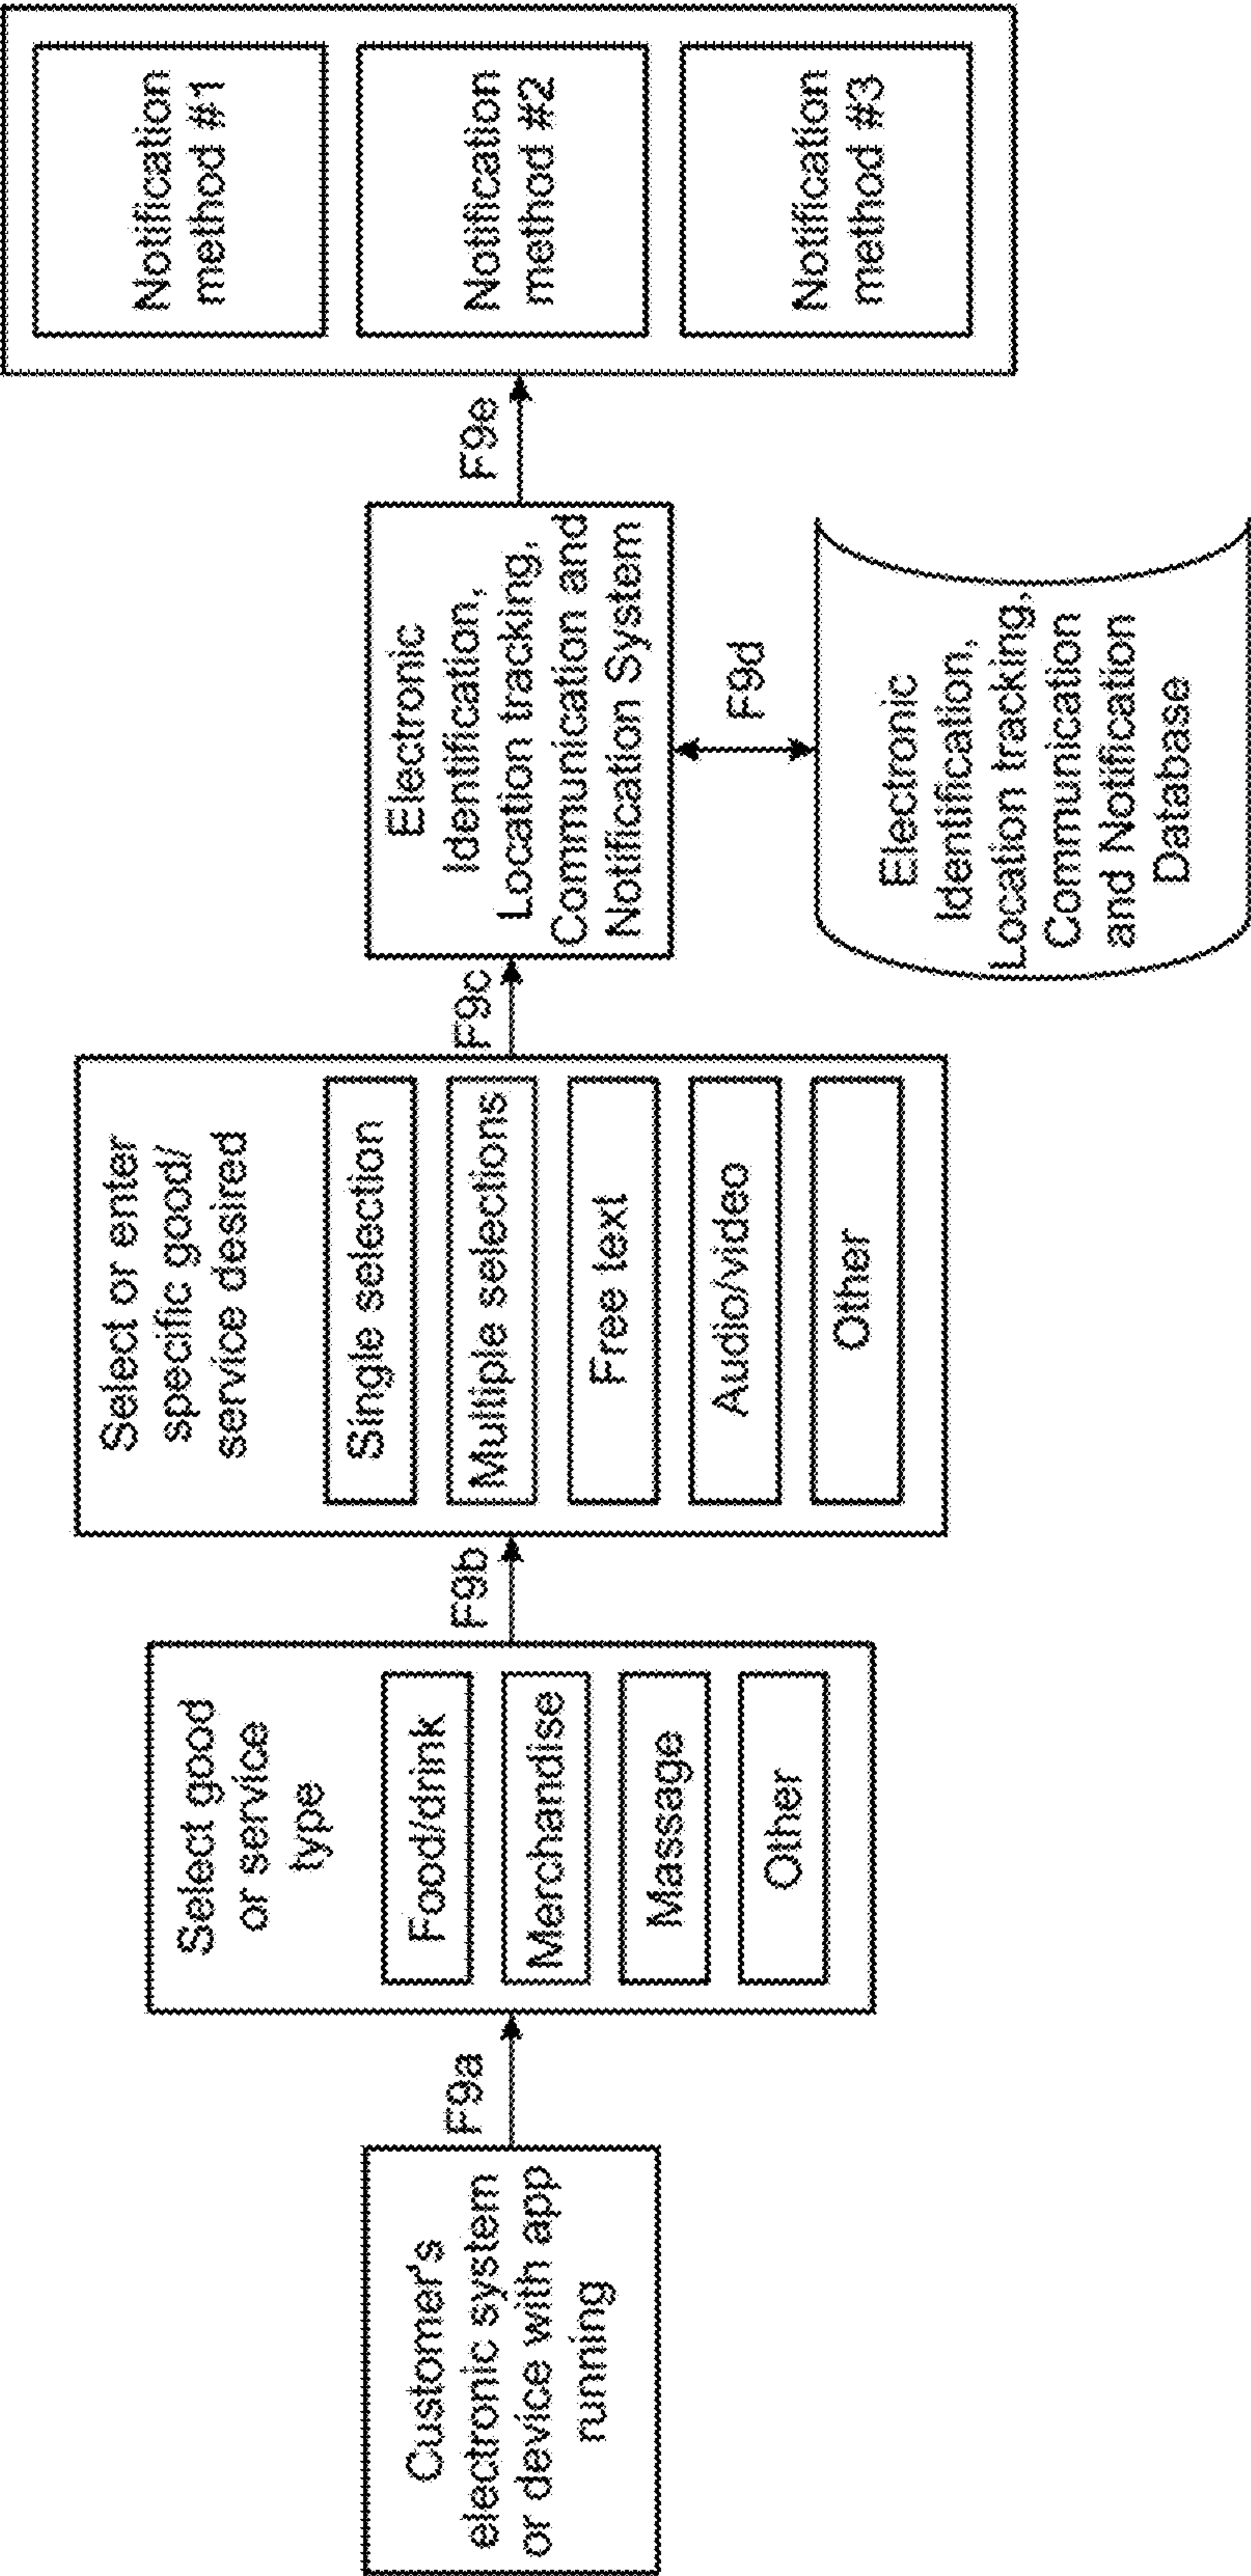 Customer's
electronic system
or device with app
running
F9a
Select good
or service
type
Food/drink
Merchandise
Massage
Other
F9b
Select or enter
specific good/
service desired
Single selection
Multiple selections
Free text
Audio/video
Other
F9c
Electronic
Identification,
Location tracking,
Communication and
Notification System
F9d
Electronic
Identification,
Location tracking,
Communication
and Notification
Database
F9e
Notification
method #1
Notification
method #2
Notification
method #3